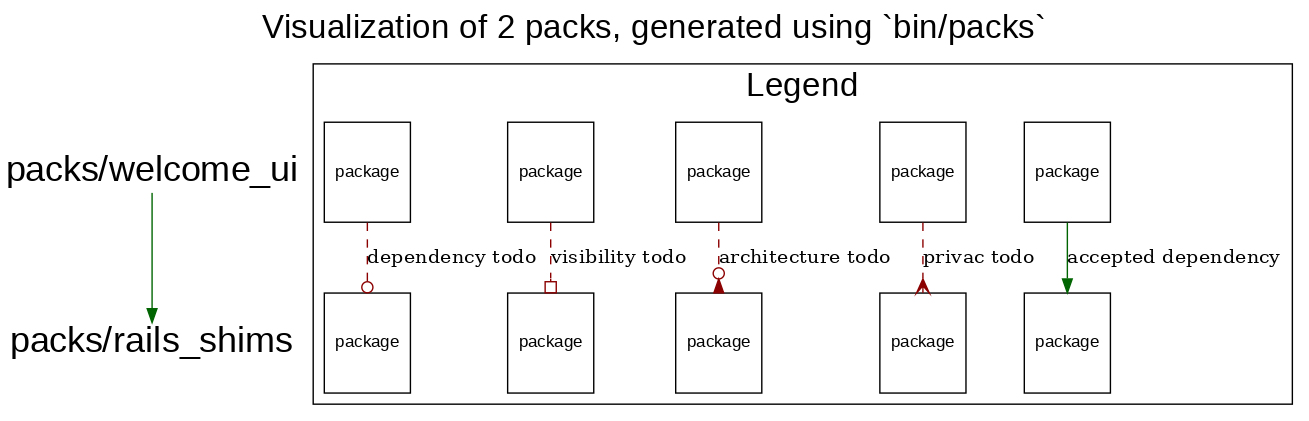 Visualization of 2 packs, generated using `bin/packs`
Legend
packs/welcome_ui
package package package package package
dependency todo visibility todo architecture todo privac todo accepted dependency
packs/rails_shims
package package package package package